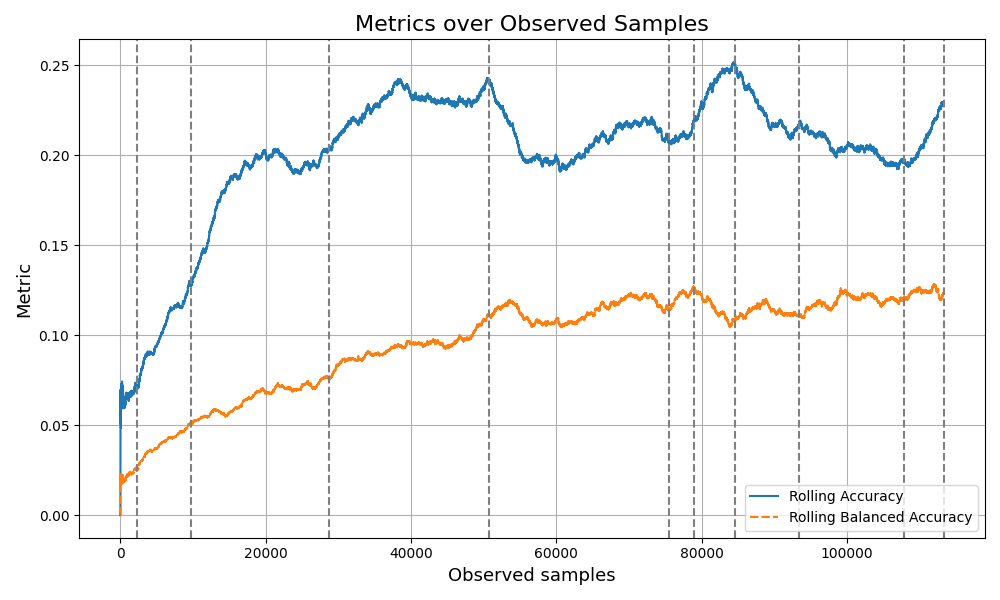 Metrics over Observed Samples
Metric
0.25
0.20
0.15
0.10
0.05
0.00
0
20000
40000
60000
80000
100000
Observed samples
Rolling Accuracy
Rolling Balanced Accuracy